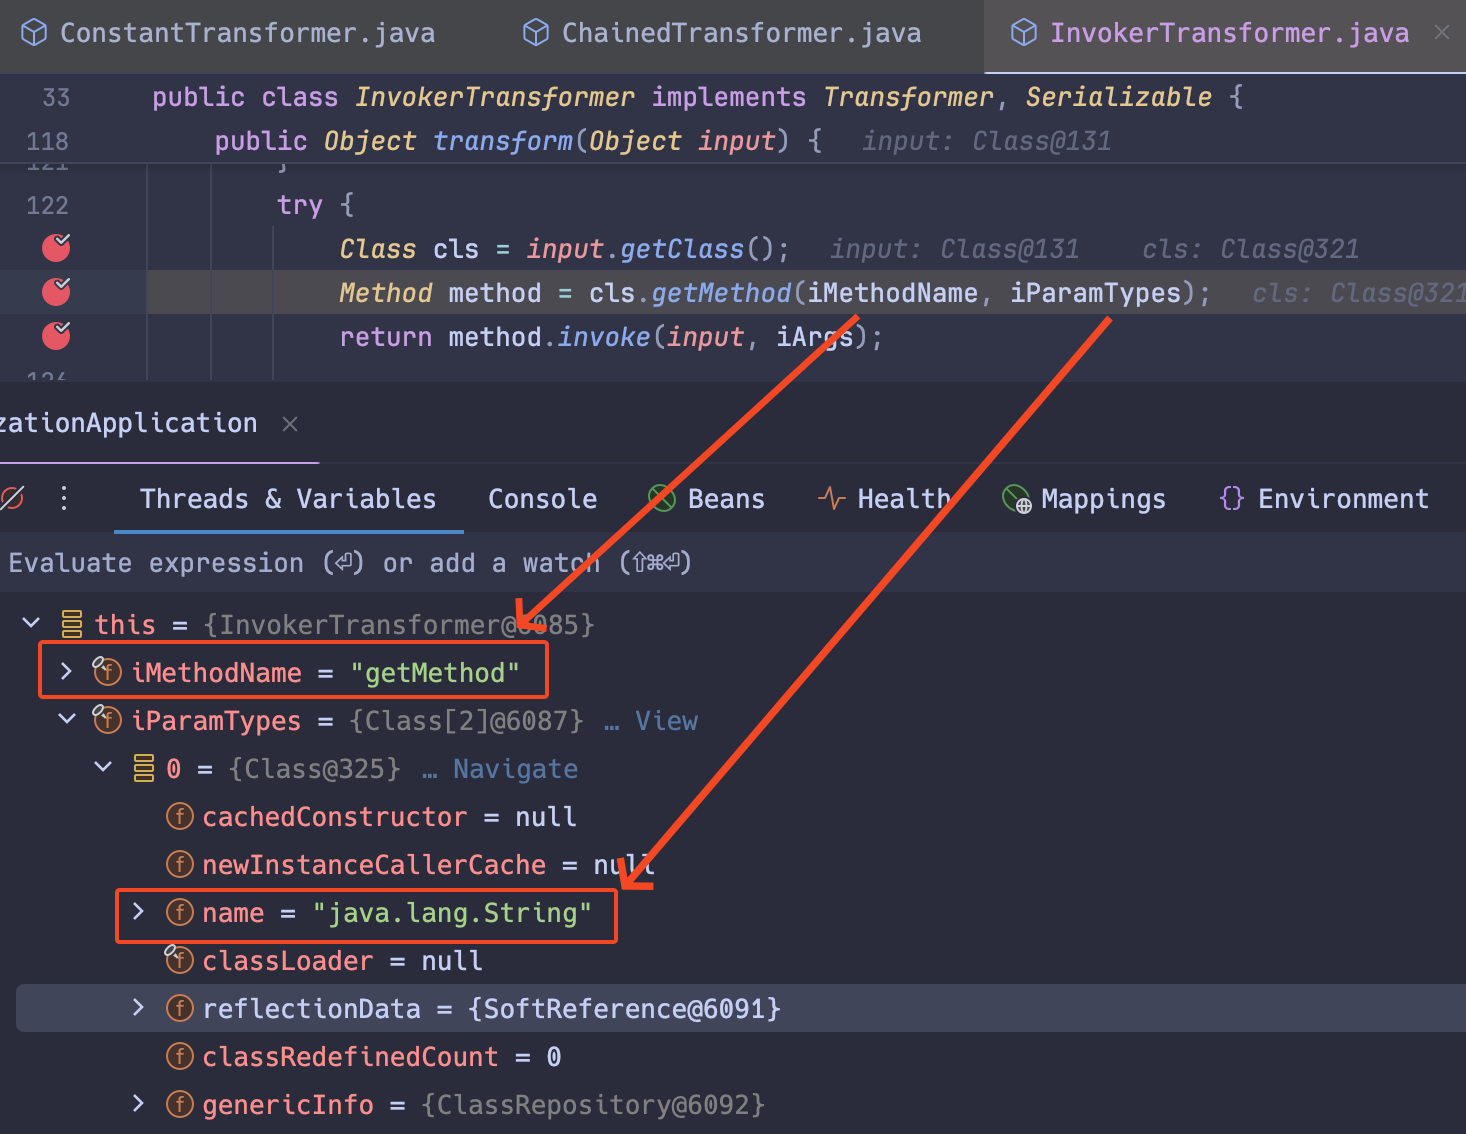 ConstantTransformer.java ChainedTransformer.java InvokerTransformer.java
33 public class InvokerTransformer implements Transformer, Serializable {
118 public Object transform(Object input) { input: Class@131
121 }
122 try {
Class cls = input.getClass(); input: Class@131 cls: Class@321
Method method = cls.getMethod(iMethodName, iParamTypes); cls: Class@321
return method.invoke(input, iArgs);
126
zationApplication
Threads & Variables Console Beans Health Mappings Environment
Evaluate expression (⏎) or add a watch (⇧⌘⏎)
this = {InvokerTransformer@6085}
iMethodName = "getMethod"
iParamTypes = {Class[2]@6087} … View
0 = {Class@325} … Navigate
cachedConstructor = null
newInstanceCallerCache = null
name = "java.lang.String"
classLoader = null
reflectionData = {SoftReference@6091}
classRedefinedCount = 0
genericInfo = {ClassRepository@6092}